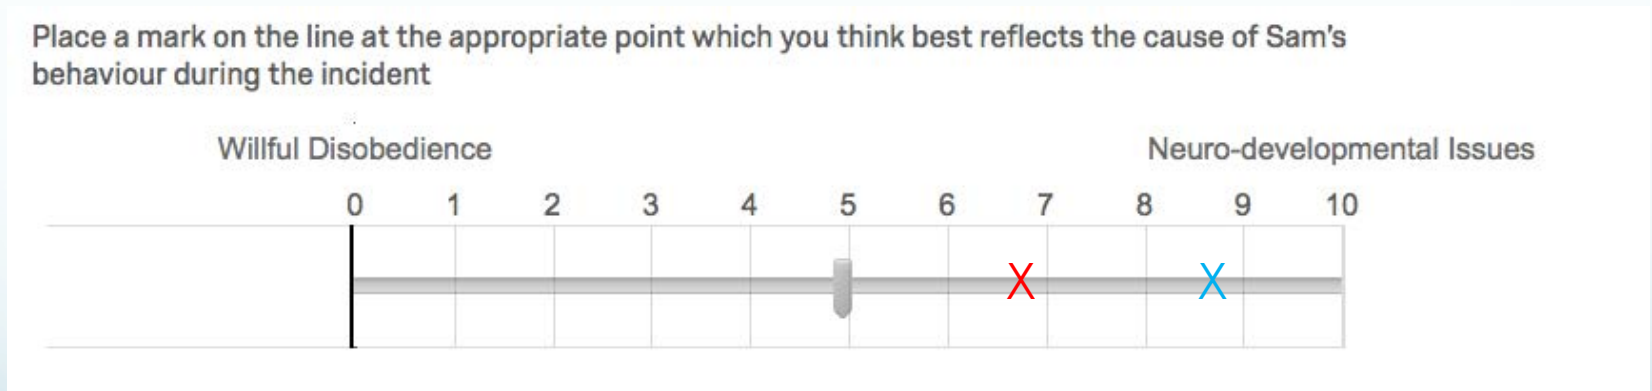 Place a mark on the line at the appropriate point which you think best reflects the cause of Sam's
behaviour during the incident
Willful Disobedience Neuro-developmental Issues
0 1 2 3 4 5 6 7 8 9 10
X X